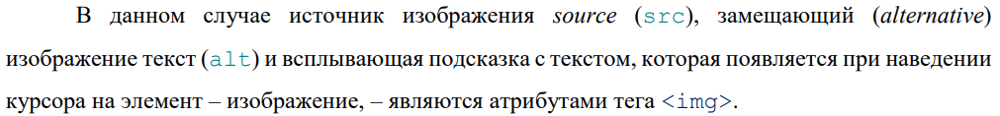 В данном случае источник изображения source (src), замещающий (alternative)
изображение текст (alt) и всплывающая подсказка с текстом, которая появляется при наведении
курсора на элемент – изображение, – являются атрибутами тега <img>.